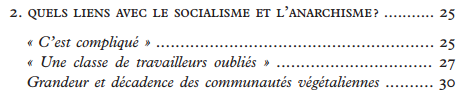 2. QUELS LIENS AVEC LE SOCIALISME ET L'ANARCHISME? ........... 25
« C'est compliqué » ............................................................. 25
« Une classe de travailleurs oubliés » ................................... 27
Grandeur et décadence des communautés végétaliennes .......... 30